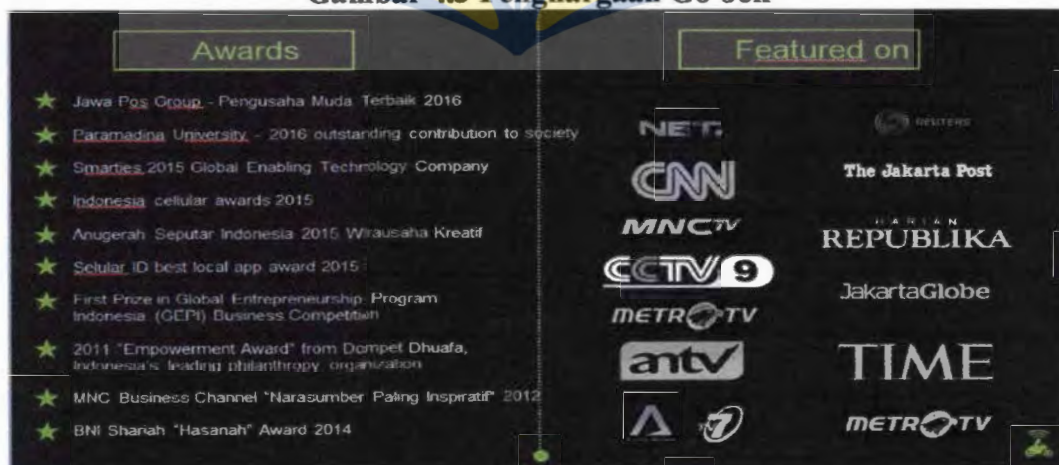 Awards
Jawa Pos Group - Pengusaha Muda Terbaik 2016
Paramadina University - 2016 outstanding contribution to society
Smarties 2015 Global Enabling Technology Company
Indonesia cellular awards 2015
Anugerah Seputar Indonesia 2015 Wirausaha Kreatif
Selular ID best local app award 2015
First Prize in Global Entrepreneurship Program
Indonesia (GEPI) Business Competition
2011 "Empowerment Award" from Dompet Dhuafa,
Indonesia's leading philanthropy organization
MNC Business Channel "Narasumber Paling Inspiratif" 2012
BNI Shariah "Hasanah" Award 2014
Featured on
NET.
CNN
MNCTV
CCTV 9
METRO TV
antv
7
REUTERS
The Jakarta Post
HARIAN
REPUBLIKA
JakartaGlobe
TIME
METRO TV